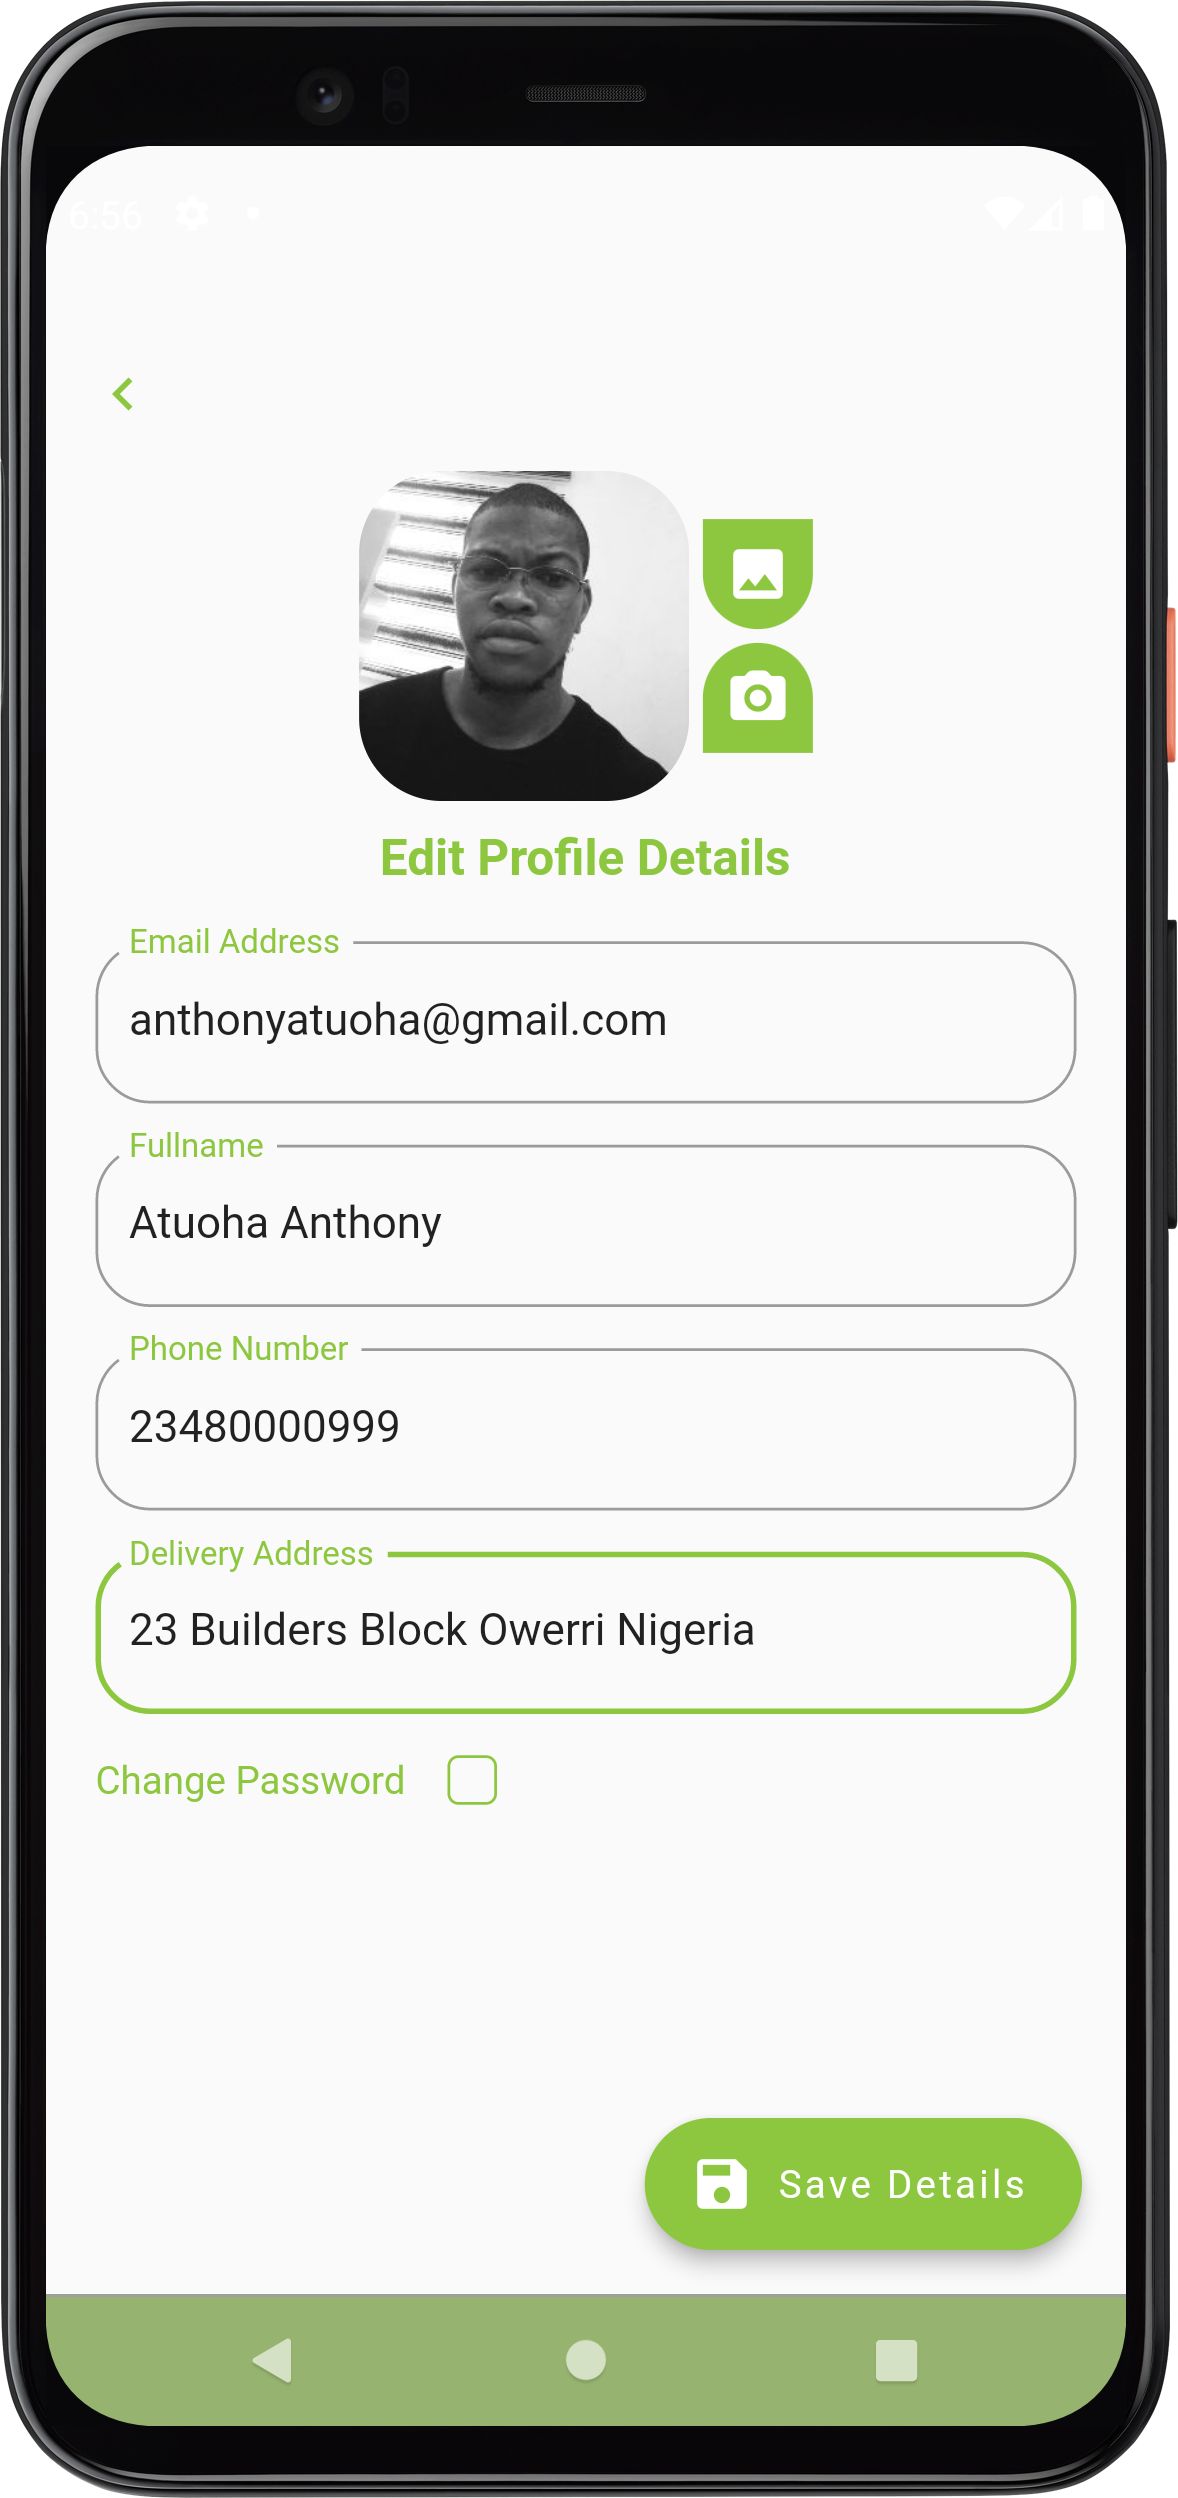 6:56
Edit Profile Details
Email Address
anthonyatuoha@gmail.com
Fullname
Atuoha Anthony
Phone Number
23480000999
Delivery Address
23 Builders Block Owerri Nigeria
Change Password
Save Details